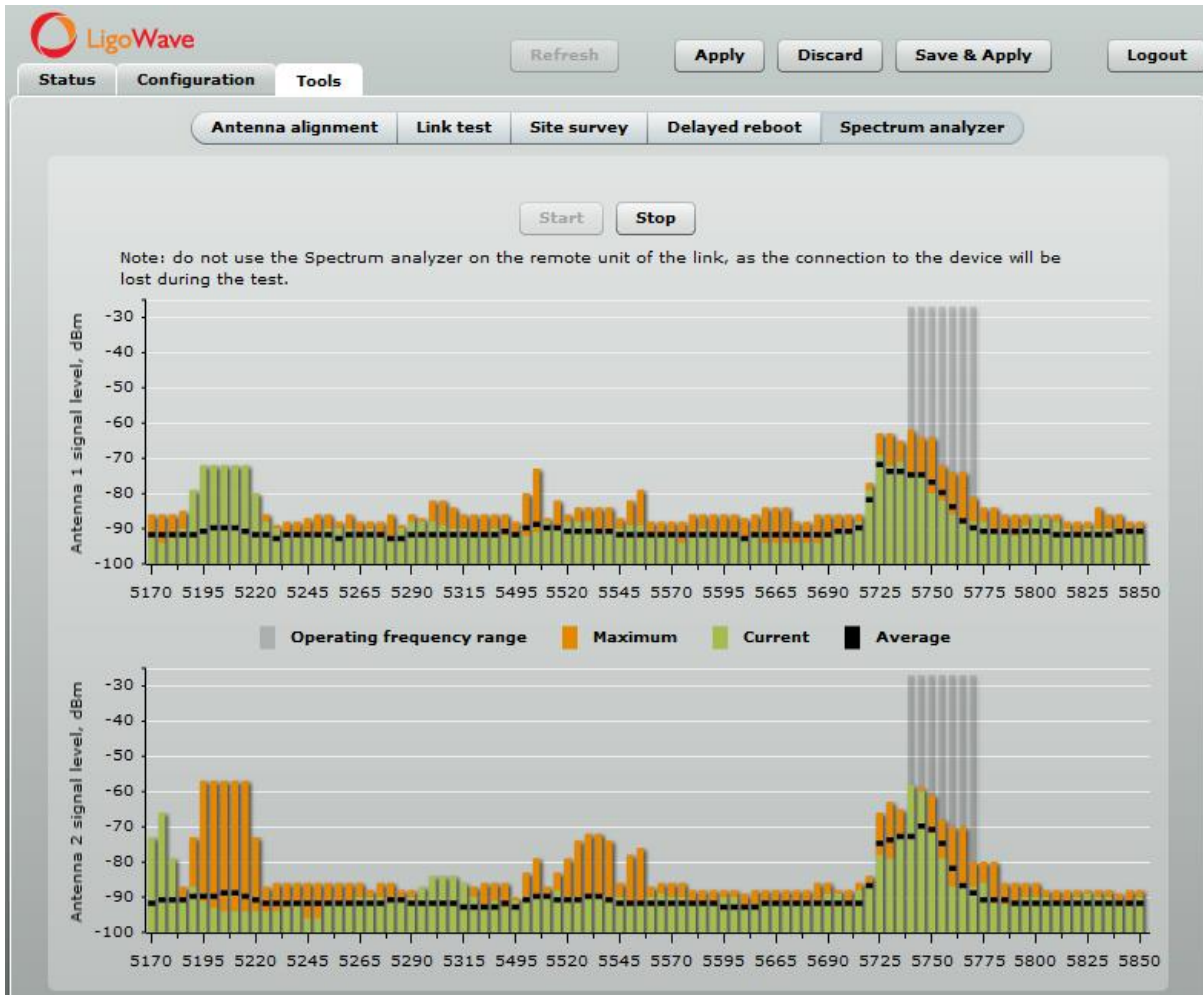 LigoWave
Refresh Apply Discard Save & Apply Logout
Status Configuration Tools
Antenna alignment Link test Site survey Delayed reboot Spectrum analyzer
Start Stop
Note: do not use the Spectrum analyzer on the remote unit of the link, as the connection to the device will be
lost during the test.
Antenna 1 signal level, dBm
-30
-40
-50
-60
-70
-80
-90
-100
5170 5195 5220 5245 5265 5290 5315 5495 5520 5545 5570 5595 5665 5690 5725 5750 5775 5800 5825 5850
Operating frequency range Maximum Current Average
Antenna 2 signal level, dBm
-30
-40
-50
-60
-70
-80
-90
-100
5170 5195 5220 5245 5265 5290 5315 5495 5520 5545 5570 5595 5665 5690 5725 5750 5775 5800 5825 5850